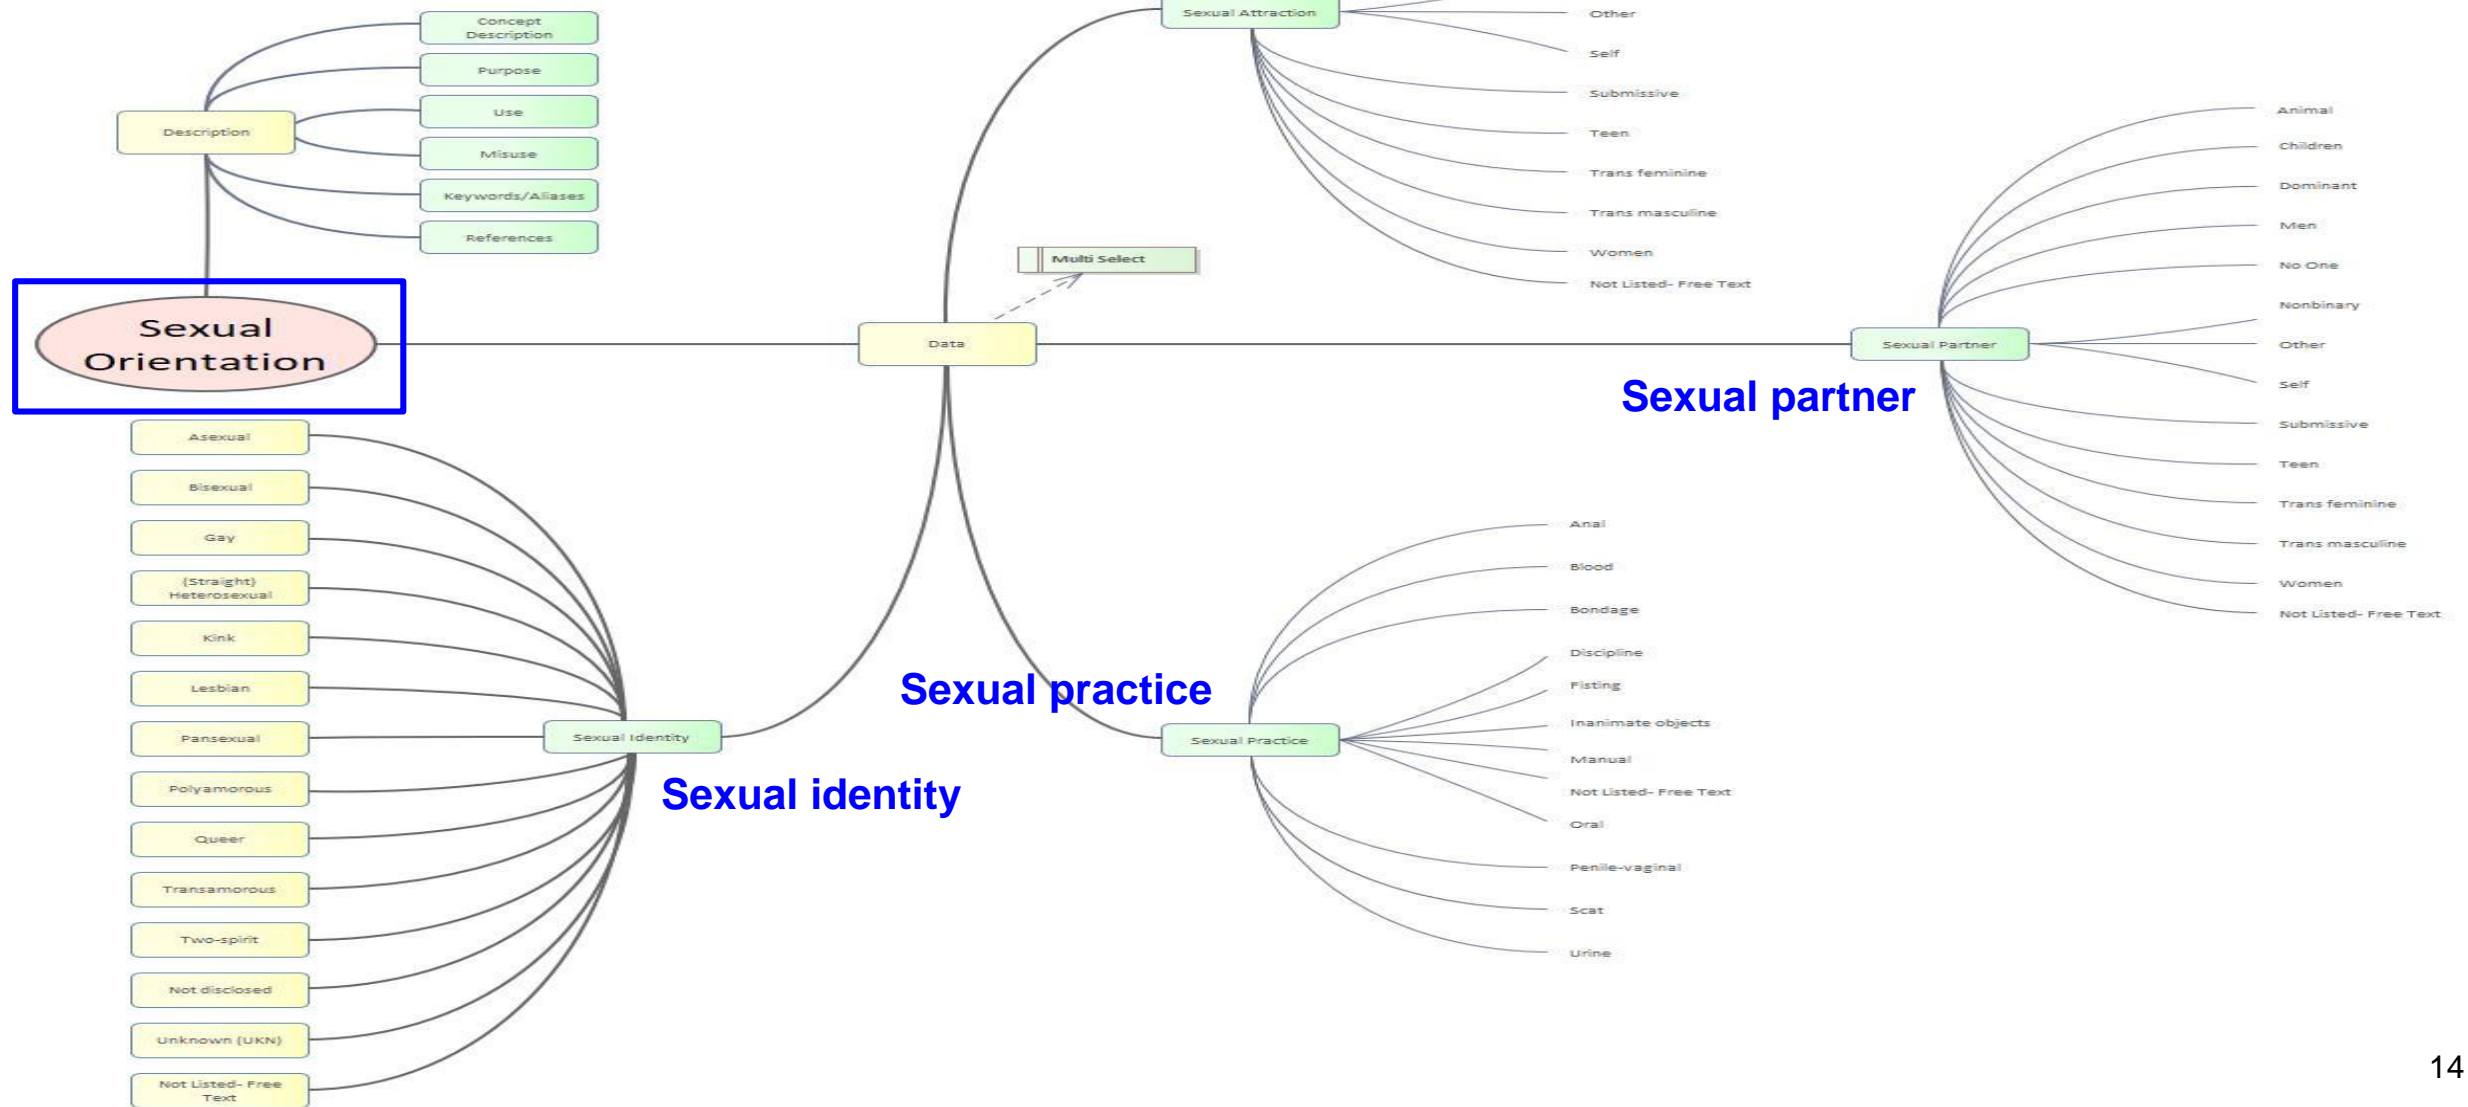 Concept
Description
Purpose
Use
Misuse
Keywords/Aliases
References
Description
Sexual
Orientation
Data
Multi Select
Sexual Attraction
Other
Self
Submissive
Teen
Trans feminine
Trans masculine
Women
Not Listed- Free Text
Sexual Partner
Sexual partner
Animal
Children
Dominant
Men
No One
Nonbinary
Other
Self
Submissive
Teen
Trans feminine
Trans masculine
Women
Not Listed- Free Text
Asexual
Bisexual
Gay
(Straight)
Heterosexual
Kink
Lesbian
Pansexual
Polyamorous
Queer
Transamorous
Two-spirit
Not disclosed
Unknown (UKN)
Not Listed- Free
Text
Sexual Identity
Sexual identity
Sexual practice
Sexual Practice
Anal
Blood
Bondage
Discipline
Fisting
Inanimate objects
Manual
Not Listed- Free Text
Oral
Penile-vaginal
Scat
Urine
14